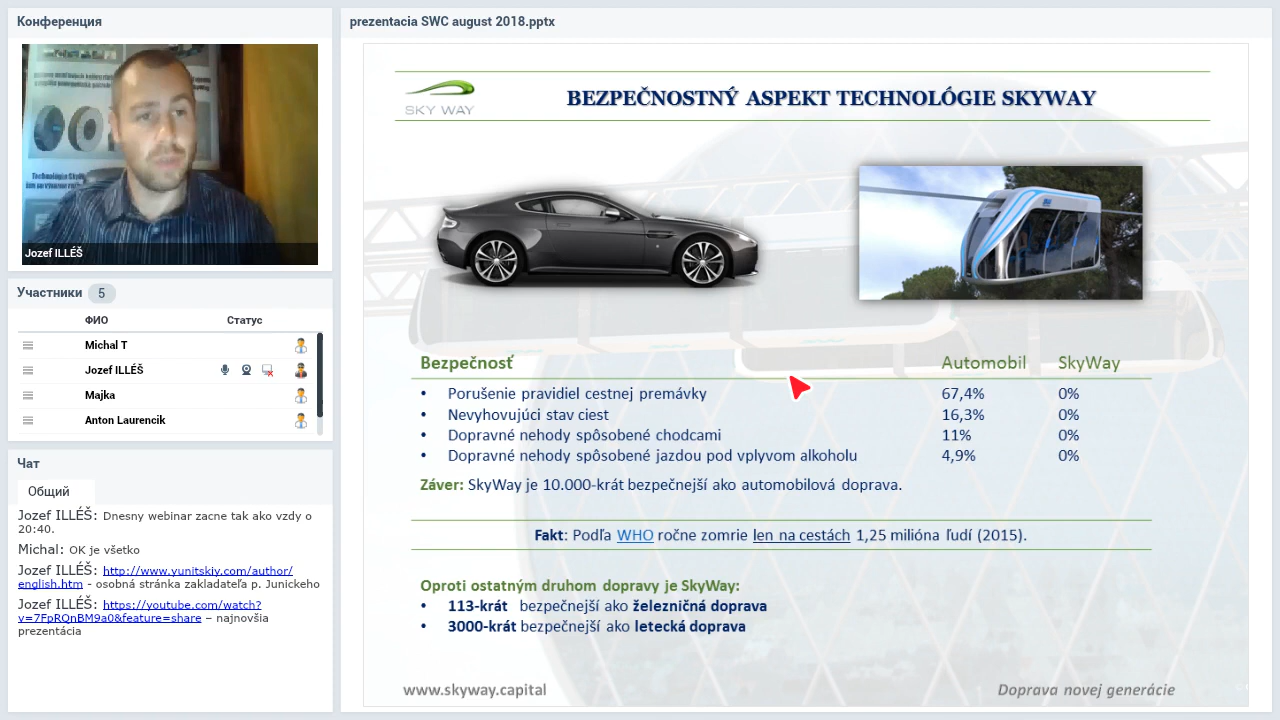 Конференция
Jozef ILLÉŠ
Участники 5
ФИО Статус
Michal T
Jozef ILLÉŠ
Majka
Anton Laurencik
Чат
Общий
Jozef ILLÉŠ: Dnesny webinar zacne tak ako vzdy o
20:40.
Michal: OK je všetko
Jozef ILLÉŠ: http://www.yunitskiy.com/author/
english.htm - osobná stránka zakladateľa p. Junickeho
Jozef ILLÉŠ: https://youtube.com/watch?
v=7FpRQnBM9a0&feature=share – najnovšia
prezentácia
prezentacia SWC august 2018.pptx
SKY WAY
BEZPEČNOSTNÝ ASPEKT TECHNOLÓGIE SKYWAY
Bezpečnosť Automobil SkyWay
• Porušenie pravidiel cestnej premávky 67,4% 0%
• Nevyhovujúci stav ciest 16,3% 0%
• Dopravné nehody spôsobené chodcami 11% 0%
• Dopravné nehody spôsobené jazdou pod vplyvom alkoholu 4,9% 0%
Záver: SkyWay je 10.000-krát bezpečnejší ako automobilová doprava.
Fakt: Podľa WHO ročne zomrie len na cestách 1,25 milióna ľudí (2015).
Oproti ostatným druhom dopravy je SkyWay:
• 113-krát bezpečnejší ako železničná doprava
• 3000-krát bezpečnejší ako letecká doprava
www.skyway.capital
Doprava novej generácie